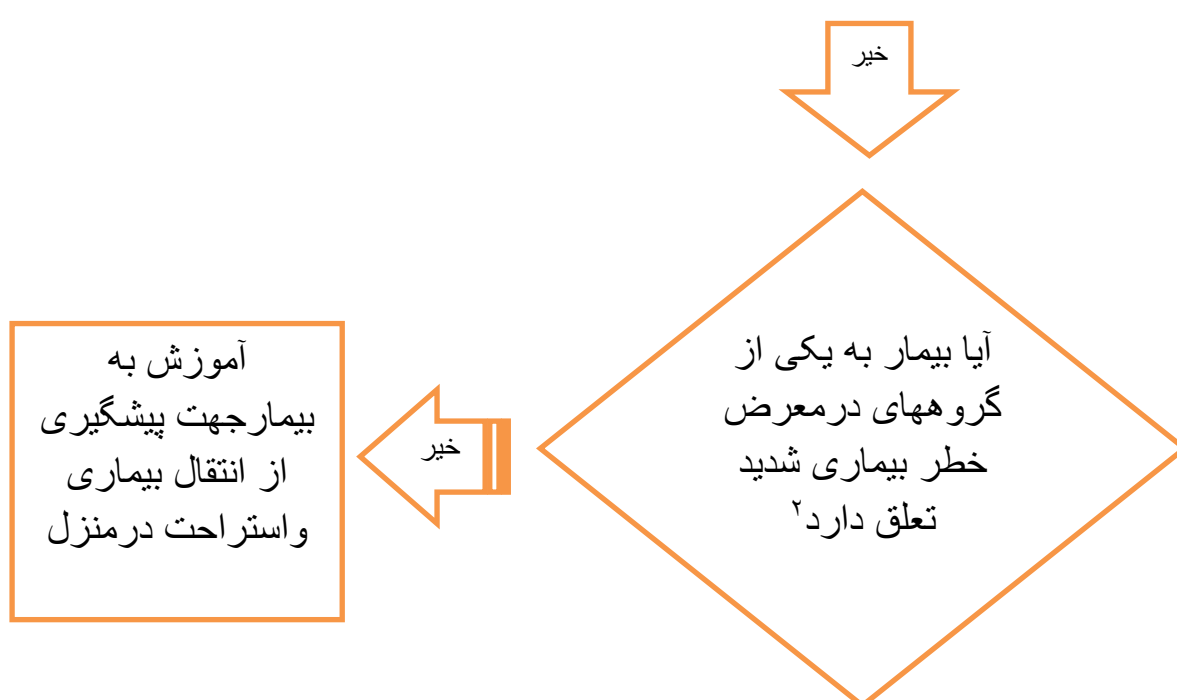 خیر
آیا بیمار به یکی از
گروههای درمعرض
خطر بیماری شدید
تعلق دارد۲
خیر
آموزش به
بیمارجهت پیشگیری
از انتقال بیماری
واستراحت درمنزل